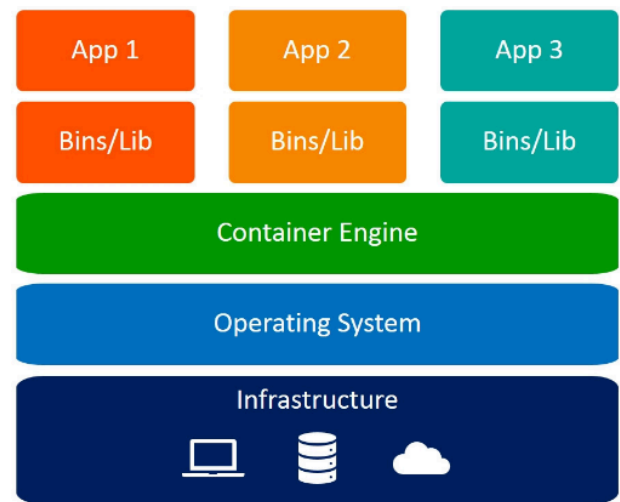 App 1
App 2
App 3
Bins/Lib
Bins/Lib
Bins/Lib
Container Engine
Operating System
Infrastructure